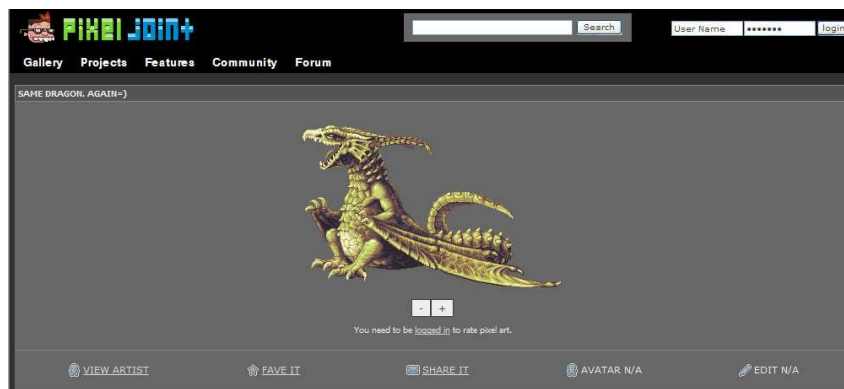 PIXEL JOINT
Search
User Name
login
Gallery Projects Features Community Forum
SAME DRAGON. AGAIN=)
- +
You need to be logged in to rate pixel art.
VIEW ARTIST FAVE IT SHARE IT AVATAR N/A EDIT N/A